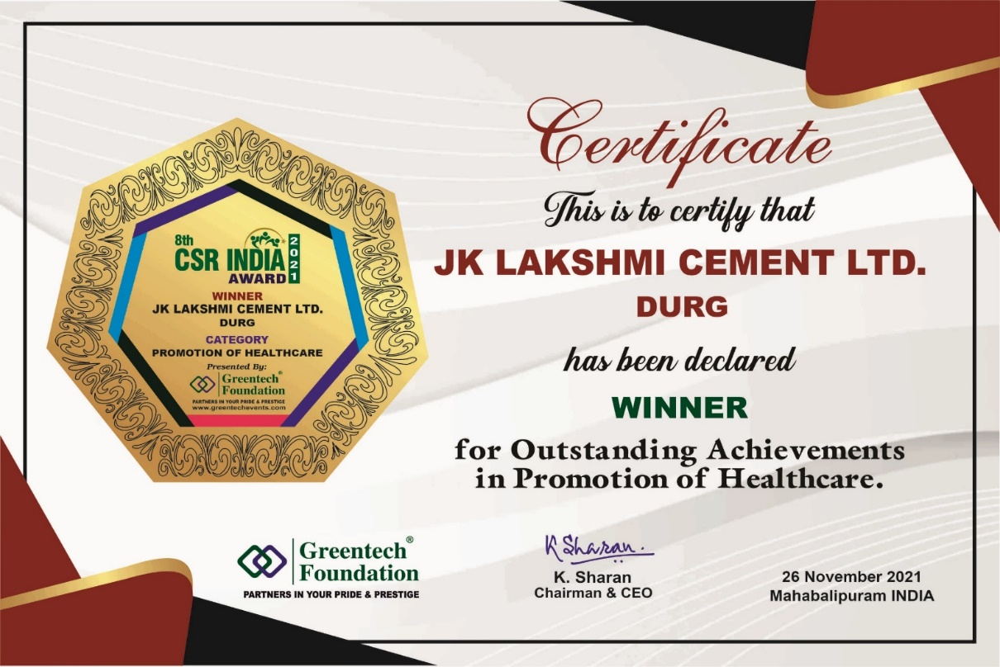 Certificate
This is to certify that
JK LAKSHMI CEMENT LTD.
DURG
has been declared
WINNER
for Outstanding Achievements
in Promotion of Healthcare.
8th
CSR INDIA
2021
AWARD
WINNER
JK LAKSHMI CEMENT LTD.
DURG
CATEGORY
PROMOTION OF HEALTHCARE
Presented By:
Greentech®
Foundation
PARTNERS IN YOUR PRIDE & PRESTIGE
www.greentechevents.com
Greentech®
Foundation
PARTNERS IN YOUR PRIDE & PRESTIGE
K Sharan.
K. Sharan
Chairman & CEO
26 November 2021
Mahabalipuram INDIA